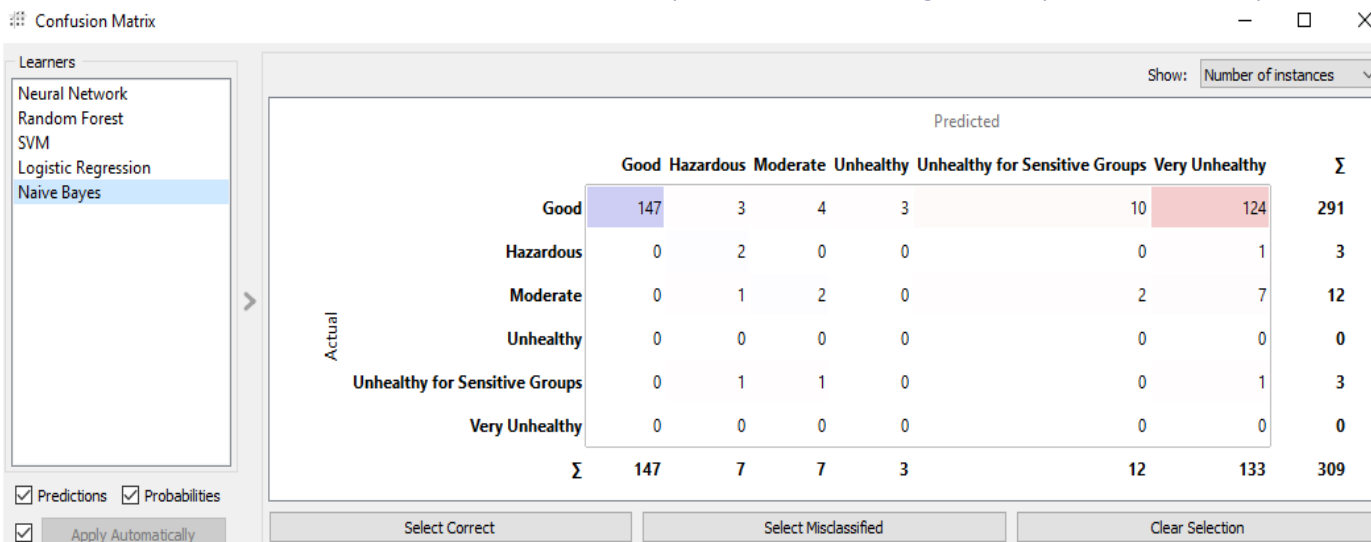 Confusion Matrix
Learners
Neural Network
Random Forest
SVM
Logistic Regression
Naive Bayes
Predictions Probabilities
Apply Automatically
Show: Number of instances
Predicted
Good Hazardous Moderate Unhealthy Unhealthy for Sensitive Groups Very Unhealthy Σ
Good 147 3 4 3 10 124 291
Hazardous 0 2 0 0 0 1 3
Moderate 0 1 2 0 2 7 12
Actual
Unhealthy 0 0 0 0 0 0 0
Unhealthy for Sensitive Groups 0 1 1 0 0 1 3
Very Unhealthy 0 0 0 0 0 0 0
Σ 147 7 7 3 12 133 309
Select Correct Select Misclassified Clear Selection